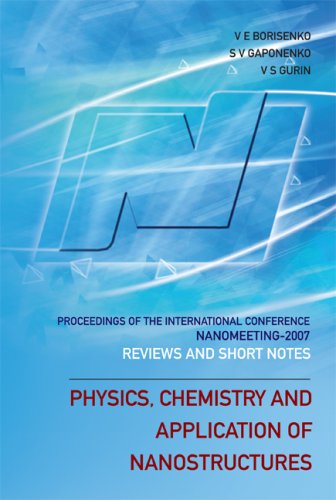 V E BORISENKO
S V GAPONENKO
V S GURIN
PROCEEDINGS OF THE INTERNATIONAL CONFERENCE
NANOMEETING-2007
REVIEWS AND SHORT NOTES
PHYSICS, CHEMISTRY AND
APPLICATION OF
NANOSTRUCTURES